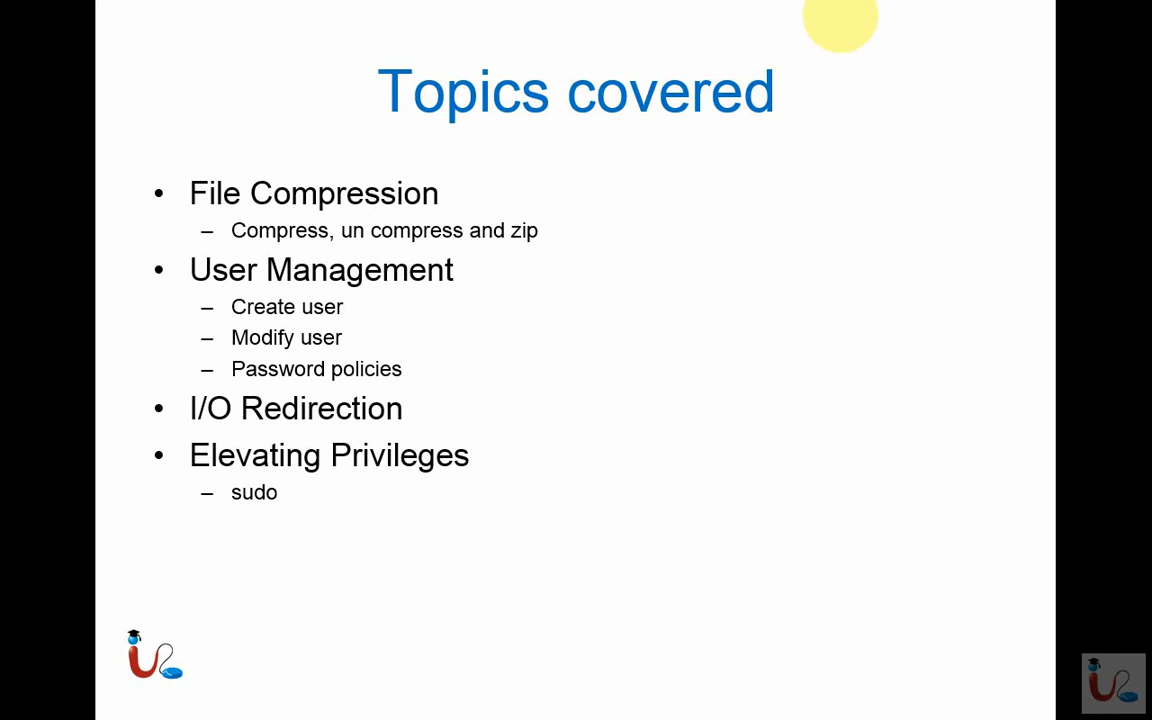 Topics covered
• File Compression
– Compress, un compress and zip
• User Management
– Create user
– Modify user
– Password policies
• I/O Redirection
• Elevating Privileges
– sudo